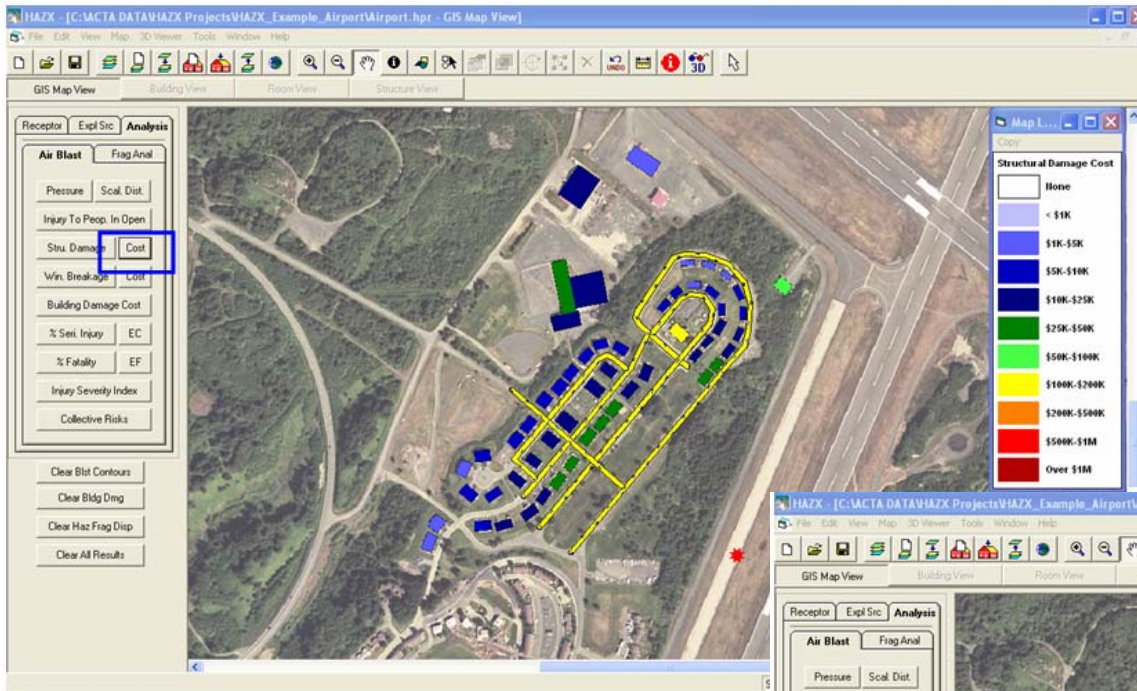 HAZX - [C:\ACTA DATA\HAZX Projects\HAZX_Example_Airport\Airport.hpr - GIS Map View]
File Edit View Map 3D Viewer Tools Window Help
UNDO 3D
GIS Map View Building View Room View Structure View
Receptor Expl Src Analysis
Air Blast Frag Anal
Pressure Scal. Dist.
Injury To Peop. In Open
Stru. Damage Cost
Win. Breakage Cost
Building Damage Cost
% Seri. Injury EC
% Fatality EF
Injury Severity Index
Collective Risks
Clear Blst Contours
Clear Bldg Dmg
Clear Haz Frag Disp
Clear All Results
Map L...
Copy
Structural Damage Cost
None
< $1K
$1K-$5K
$5K-$10K
$10K-$25K
$25K-$50K
$50K-$100K
$100K-$200K
$200K-$500K
$500K-$1M
Over $1M
HAZX - [C:\ACTA DATA\HAZX Projects\HAZX_Example_Airport\
File Edit View Map 3D Viewer Tools Window Help
GIS Map View Building View Room View
Receptor Expl Src Analysis
Air Blast Frag Anal
Pressure Scal. Dist.